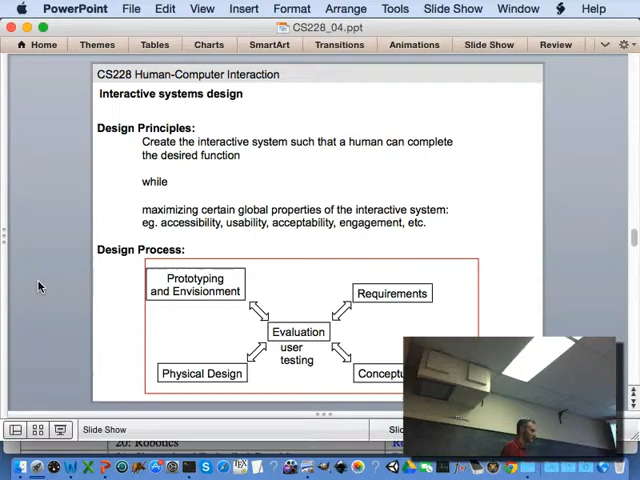 PowerPoint File Edit View Insert Format Arrange Tools Slide Show Window Help
CS228_04.ppt
Home Themes Tables Charts SmartArt Transitions Animations Slide Show Review
CS228 Human-Computer Interaction
Interactive systems design
Design Principles:
Create the interactive system such that a human can complete
the desired function
while
maximizing certain global properties of the interactive system:
eg. accessibility, usability, acceptability, engagement, etc.
Design Process:
Prototyping
and Envisionment
Requirements
Evaluation
user
testing
Physical Design
Conceptu
Slide Show
Slid
20: Robotics